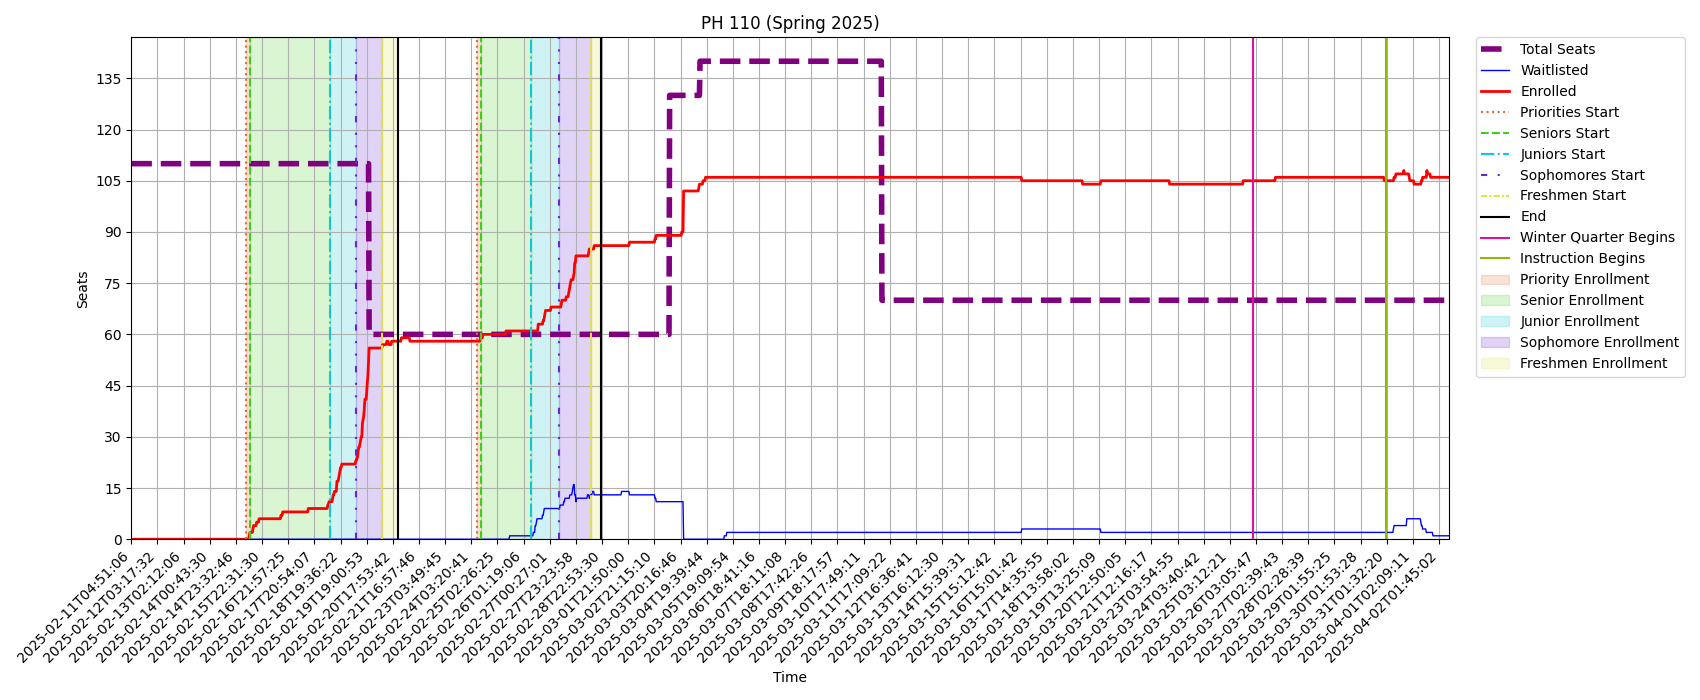 PH 110 (Spring 2025)
Seats
135
120
105
90
75
60
45
30
15
0
2025-02-11T04:51:06
2025-02-12T03:17:32
2025-02-13T02:12:06
2025-02-14T00:43:30
2025-02-14T23:32:46
2025-02-15T22:31:30
2025-02-16T21:57:25
2025-02-17T20:54:07
2025-02-18T19:36:22
2025-02-19T19:00:53
2025-02-20T17:53:42
2025-02-21T16:57:46
2025-02-24T03:49:45
2025-02-24T03:20:41
2025-02-25T02:26:25
2025-02-26T01:19:06
2025-02-27T00:27:01
2025-02-27T23:23:58
2025-02-28T22:53:30
2025-03-01T21:50:00
2025-03-02T21:15:10
2025-03-03T20:16:46
2025-03-04T19:39:44
2025-03-05T19:09:54
2025-03-06T18:41:16
2025-03-07T18:11:08
2025-03-08T17:42:26
2025-03-09T18:17:57
2025-03-10T17:49:11
2025-03-11T17:09:22
2025-03-12T16:36:41
2025-03-13T16:12:30
2025-03-14T15:39:31
2025-03-15T15:12:42
2025-03-16T15:01:42
2025-03-17T14:35:55
2025-03-18T13:58:02
2025-03-19T13:25:09
2025-03-20T12:50:05
2025-03-21T12:16:17
2025-03-23T03:54:55
2025-03-24T03:40:42
2025-03-25T03:12:21
2025-03-26T03:05:47
2025-03-27T02:39:43
2025-03-28T02:28:39
2025-03-29T01:55:25
2025-03-30T01:53:28
2025-03-31T01:32:20
2025-04-01T02:09:11
2025-04-02T01:45:02
Time
Total Seats
Waitlisted
Enrolled
Priorities Start
Seniors Start
Juniors Start
Sophomores Start
Freshmen Start
End
Winter Quarter Begins
Instruction Begins
Priority Enrollment
Senior Enrollment
Junior Enrollment
Sophomore Enrollment
Freshmen Enrollment